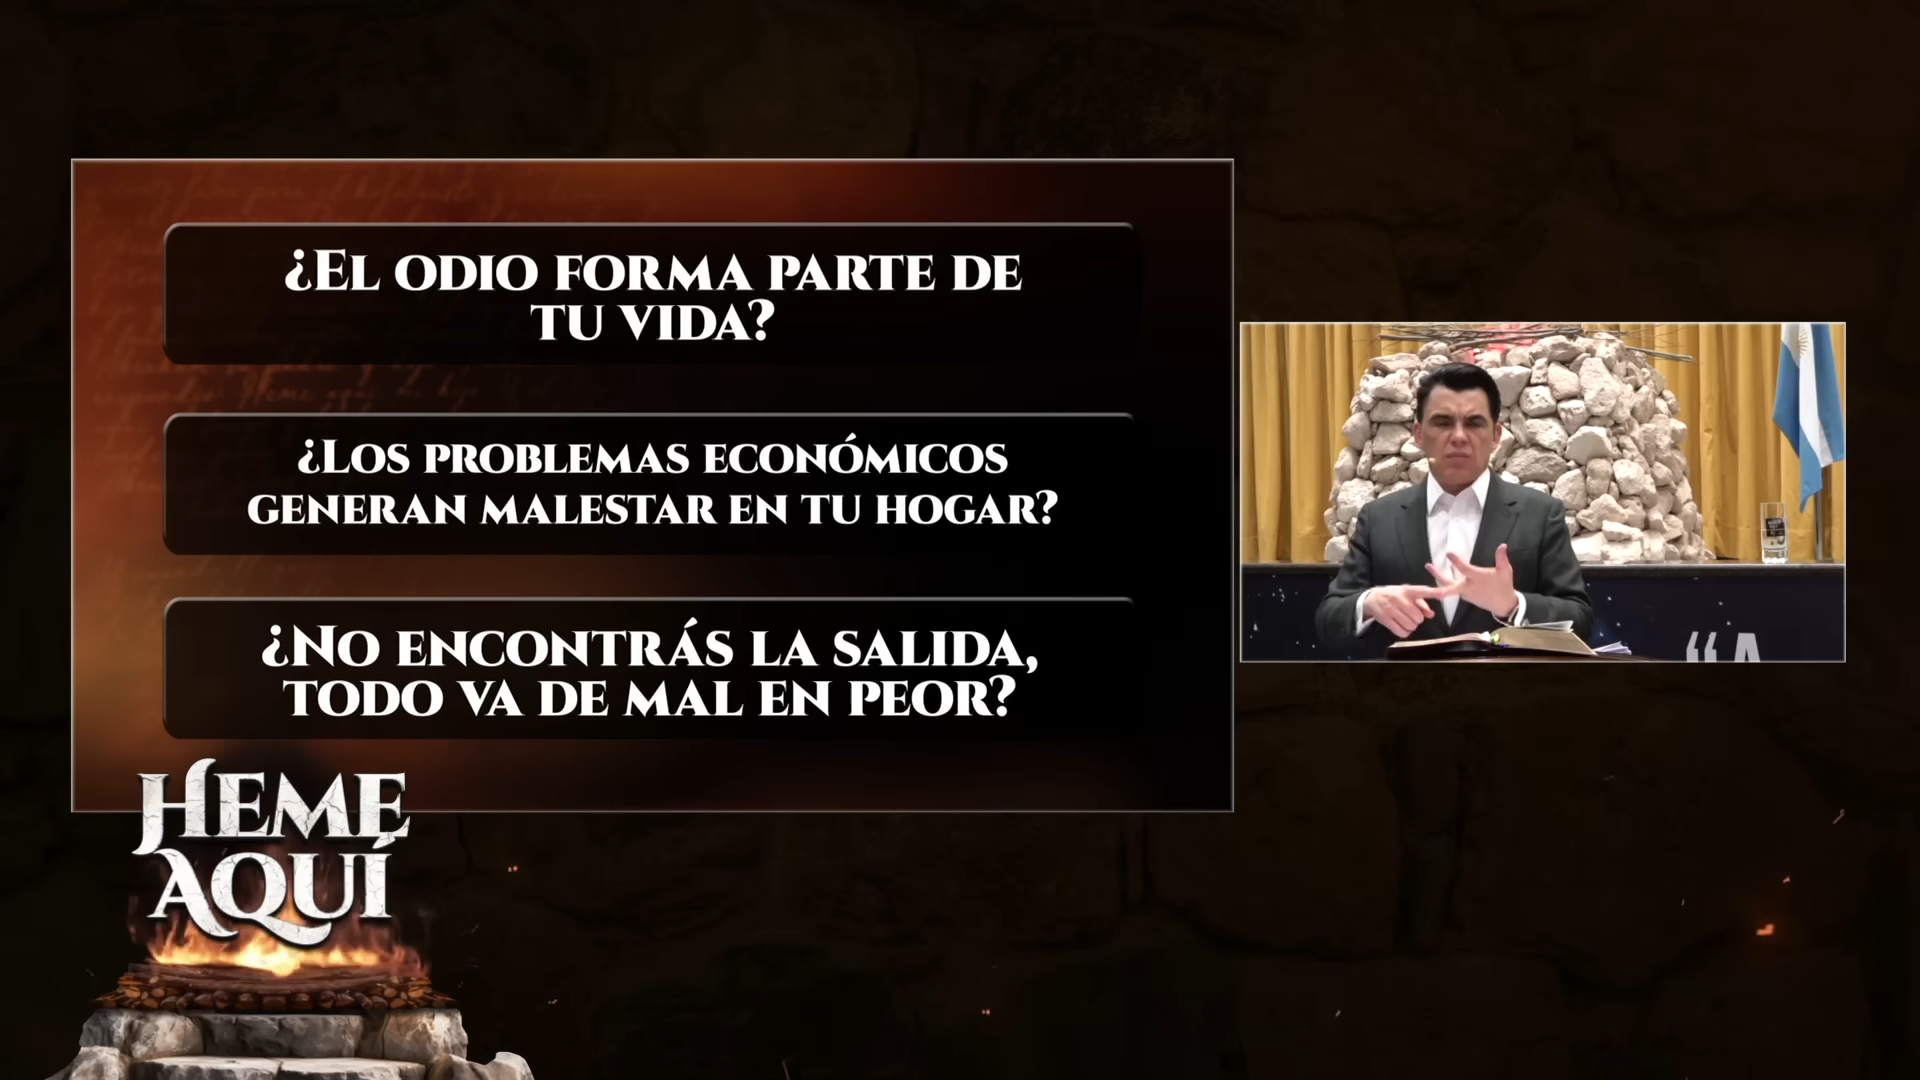 ¿El odio forma parte de
tu vida?
¿Los problemas económicos
generan malestar en tu hogar?
¿No encontrás la salida,
todo va de mal en peor?
Heme
Aquí
“A